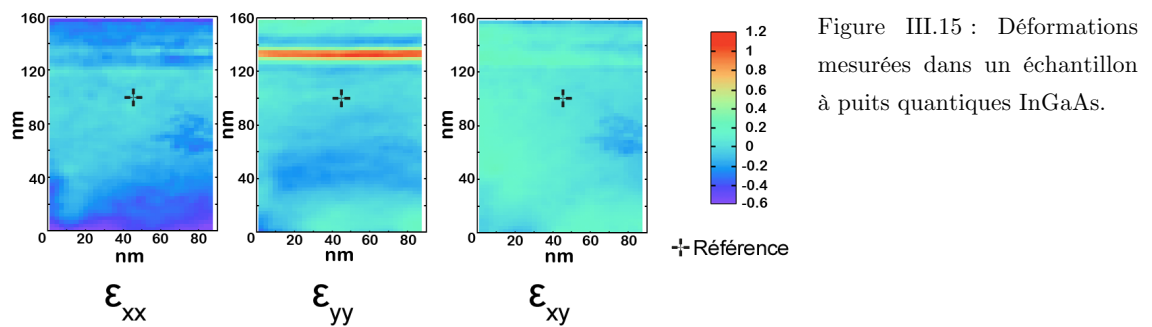 160
120
80
40
0
20
40
60
80
nm
nm
εxx
160
120
80
40
0
20
40
60
80
nm
nm
εyy
160
120
80
40
0
20
40
60
80
nm
nm
εxy
1.2
1
0.8
0.6
0.4
0.2
0
-0.2
-0.4
-0.6
Référence
Figure III.15 : Déformations
mesurées dans un échantillon
à puits quantiques InGaAs.